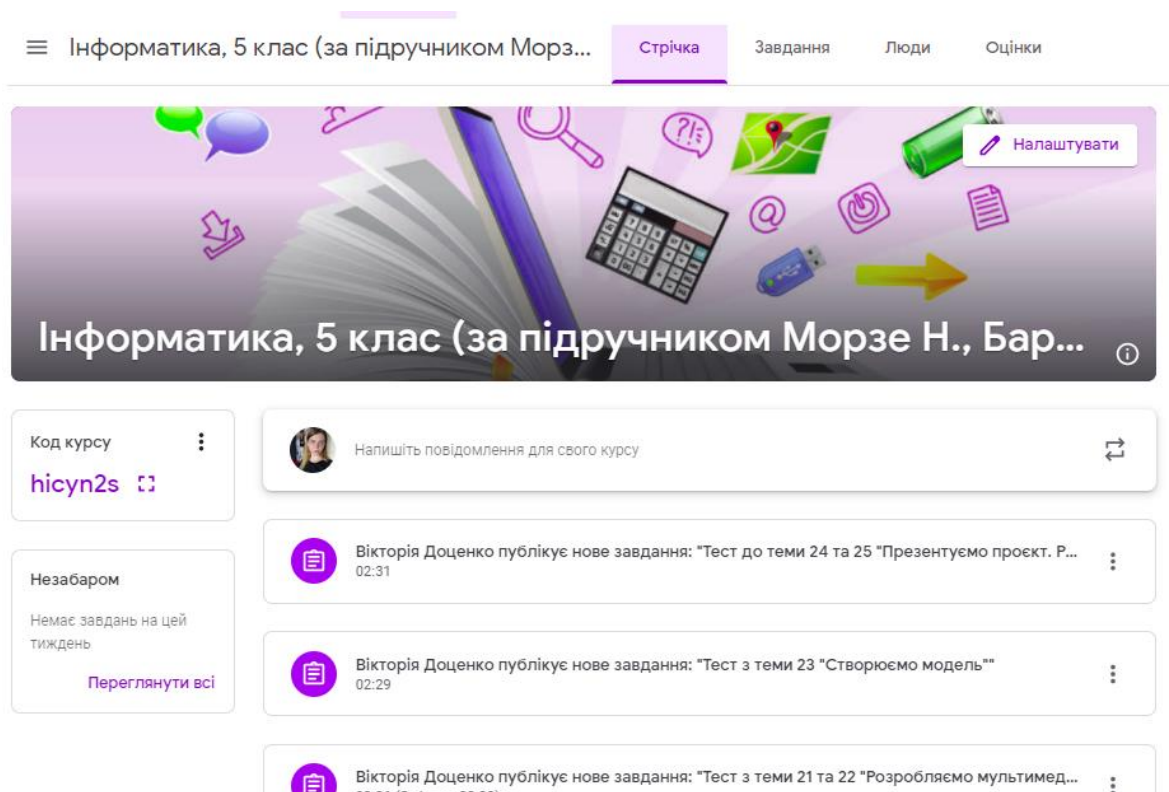 Інформатика, 5 клас (за підручником Морз...
Стрічка
Завдання
Люди
Оцінки
Налаштувати
Інформатика, 5 клас (за підручником Морзе Н., Бар...
Код курсу
hicyn2s
Напишіть повідомлення для свого курсу
Вікторія Доценко публікує нове завдання: "Тест до теми 24 та 25 "Презентуємо проєкт. Р...
02:31
Незабаром
Немає завдань на цей
тиждень
Переглянути всі
Вікторія Доценко публікує нове завдання: "Тест з теми 23 "Створюємо модель""
02:29
Вікторія Доценко публікує нове завдання: "Тест з теми 21 та 22 "Розробляємо мультимед...